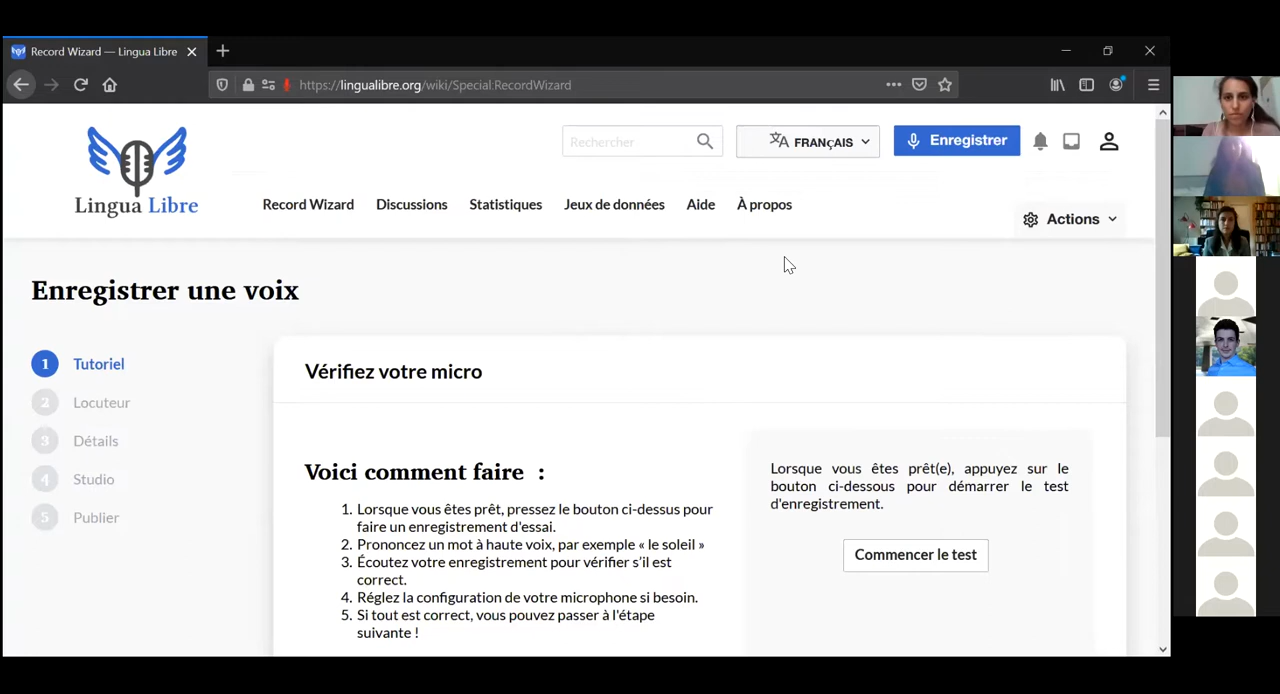 Record Wizard — Lingua Libre
https://lingualibre.org/wiki/Special:RecordWizard
Lingua Libre
Rechercher
FRANÇAIS
Enregistrer
Record Wizard
Discussions
Statistiques
Jeux de données
Aide
À propos
Actions
Enregistrer une voix
1 Tutoriel
2 Locuteur
3 Détails
4 Studio
5 Publier
Vérifiez votre micro
Voici comment faire :
1. Lorsque vous êtes prêt, pressez le bouton ci-dessus pour
faire un enregistrement d'essai.
2. Prononcez un mot à haute voix, par exemple « le soleil »
3. Écoutez votre enregistrement pour vérifier s'il est
correct.
4. Réglez la configuration de votre microphone si besoin.
5. Si tout est correct, vous pouvez passer à l'étape
suivante !
Lorsque vous êtes prêt(e), appuyez sur le
bouton ci-dessous pour démarrer le test
d'enregistrement.
Commencer le test